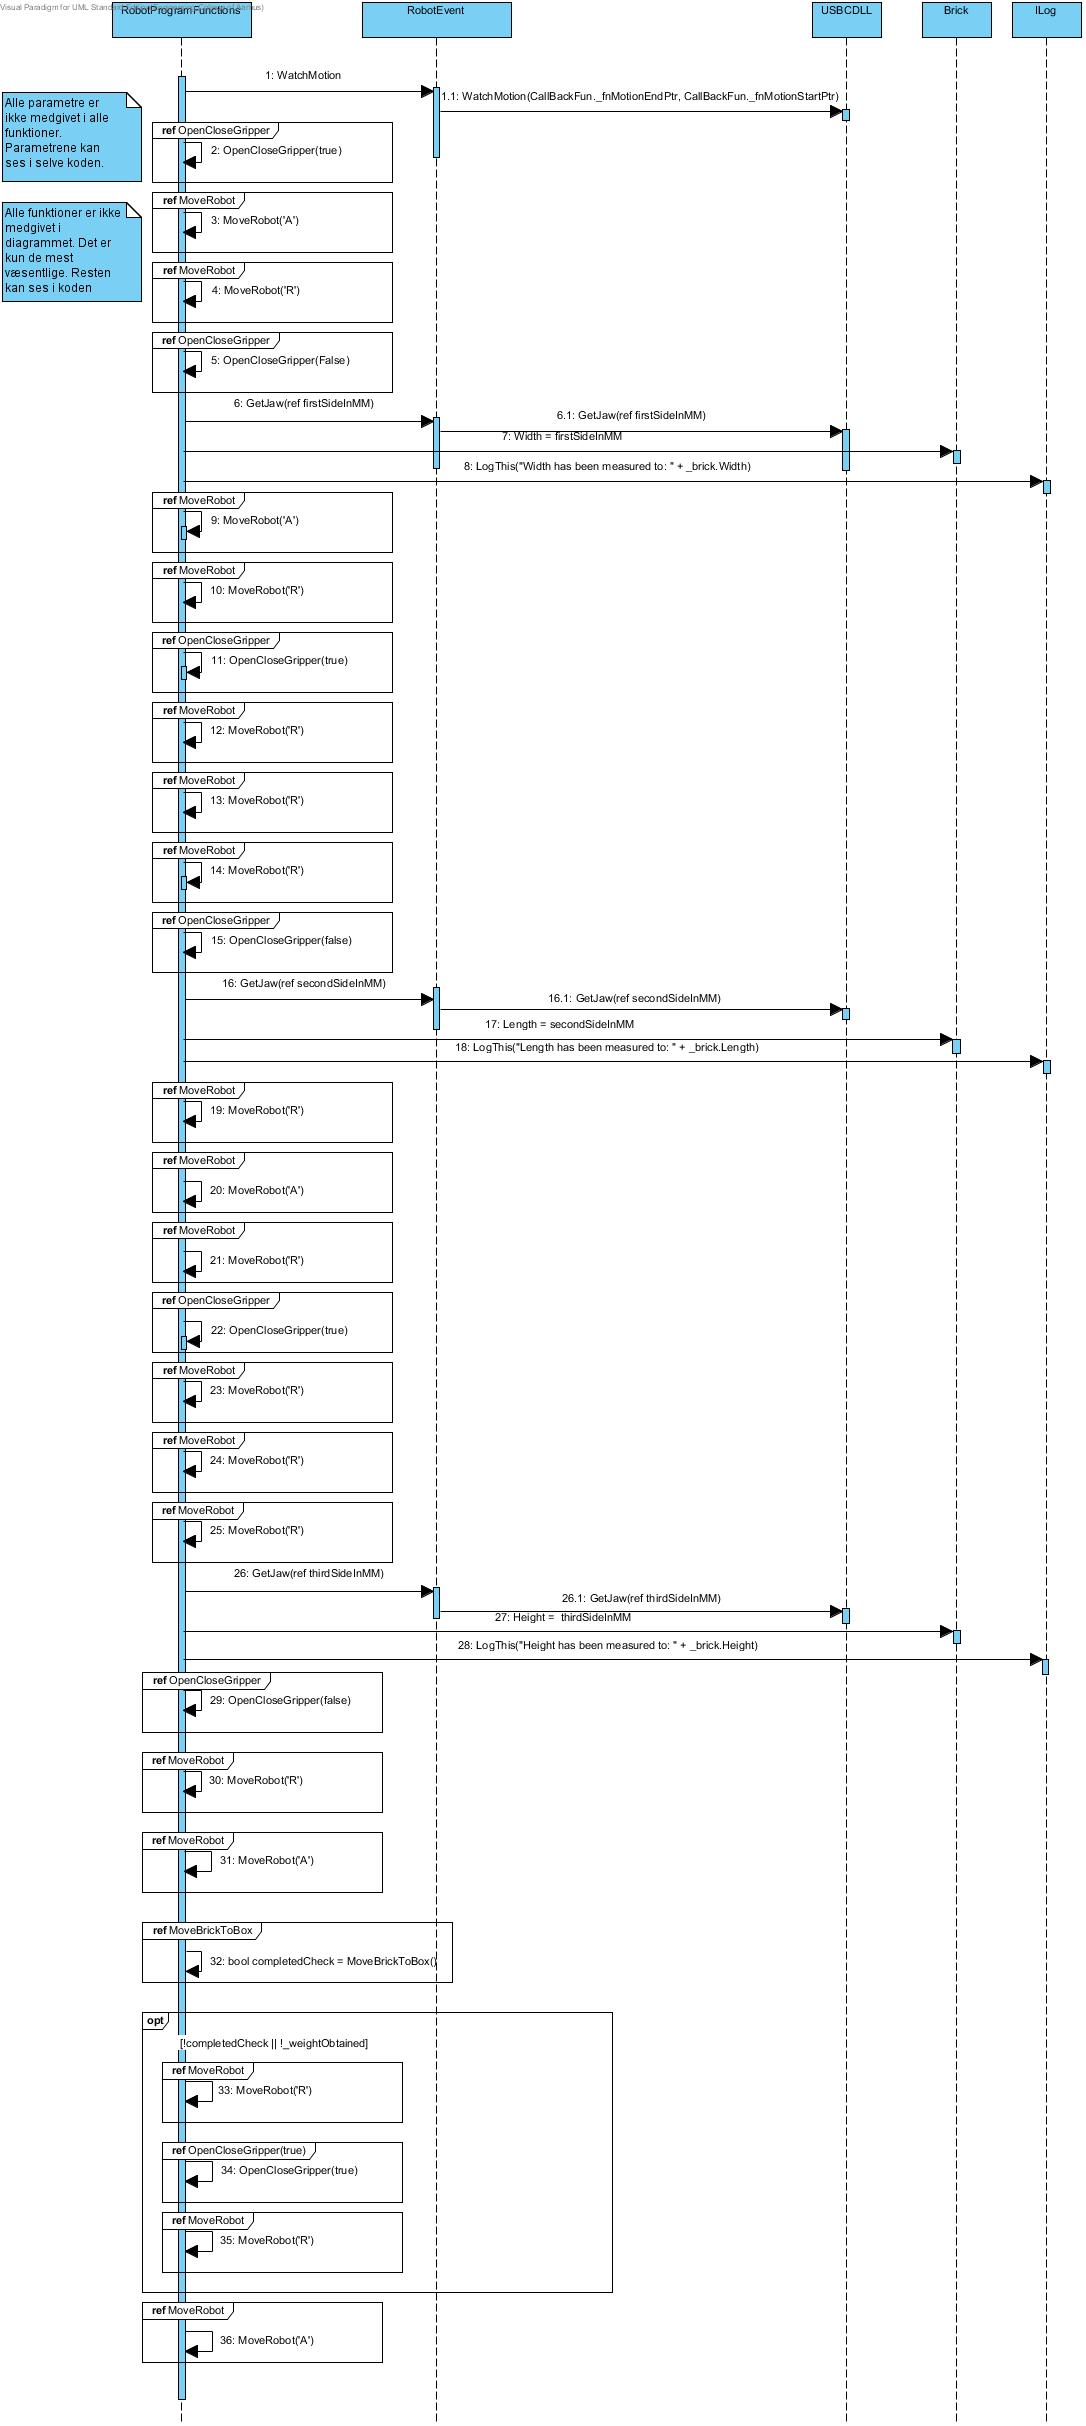 Visual Paradigm for UML Standard
RobotProgramFunctions
RobotEvent
USBCDLL
Brick
ILog
1: WatchMotion
1.1: WatchMotion(CallBackFun._fnMotionEndPtr, CallBackFun._fnMotionStartPtr)
Alle parametre er
ikke medgivet i alle
funktioner.
Parametrene kan
ses i selve koden.
ref OpenCloseGripper
2: OpenCloseGripper(true)
ref MoveRobot
3: MoveRobot('A')
Alle funktioner er ikke
medgivet i
diagrammet. Det er
kun de mest
væsentlige. Resten
kan ses i koden
ref MoveRobot
4: MoveRobot('R')
ref OpenCloseGripper
5: OpenCloseGripper(False)
6: GetJaw(ref firstSideInMM)
6.1: GetJaw(ref firstSideInMM)
7: Width = firstSideInMM
8: LogThis("Width has been measured to: " + _brick.Width)
ref MoveRobot
9: MoveRobot('A')
ref MoveRobot
10: MoveRobot('R')
ref OpenCloseGripper
11: OpenCloseGripper(true)
ref MoveRobot
12: MoveRobot('R')
ref MoveRobot
13: MoveRobot('R')
ref MoveRobot
14: MoveRobot('R')
ref OpenCloseGripper
15: OpenCloseGripper(false)
16: GetJaw(ref secondSideInMM)
16.1: GetJaw(ref secondSideInMM)
17: Length = secondSideInMM
18: LogThis("Length has been measured to: " + _brick.Length)
ref MoveRobot
19: MoveRobot('R')
ref MoveRobot
20: MoveRobot('A')
ref MoveRobot
21: MoveRobot('R')
ref OpenCloseGripper
22: OpenCloseGripper(true)
ref MoveRobot
23: MoveRobot('R')
ref MoveRobot
24: MoveRobot('R')
ref MoveRobot
25: MoveRobot('R')
26: GetJaw(ref thirdSideInMM)
26.1: GetJaw(ref thirdSideInMM)
27: Height = thirdSideInMM
28: LogThis("Height has been measured to: " + _brick.Height)
ref OpenCloseGripper
29: OpenCloseGripper(false)
ref MoveRobot
30: MoveRobot('R')
ref MoveRobot
31: MoveRobot('A')
ref MoveBrickToBox
32: bool completedCheck = MoveBrickToBox()
opt
[!completedCheck || !_weightObtained]
ref MoveRobot
33: MoveRobot('R')
ref OpenCloseGripper(true)
34: OpenCloseGripper(true)
ref MoveRobot
35: MoveRobot('R')
ref MoveRobot
36: MoveRobot('A')